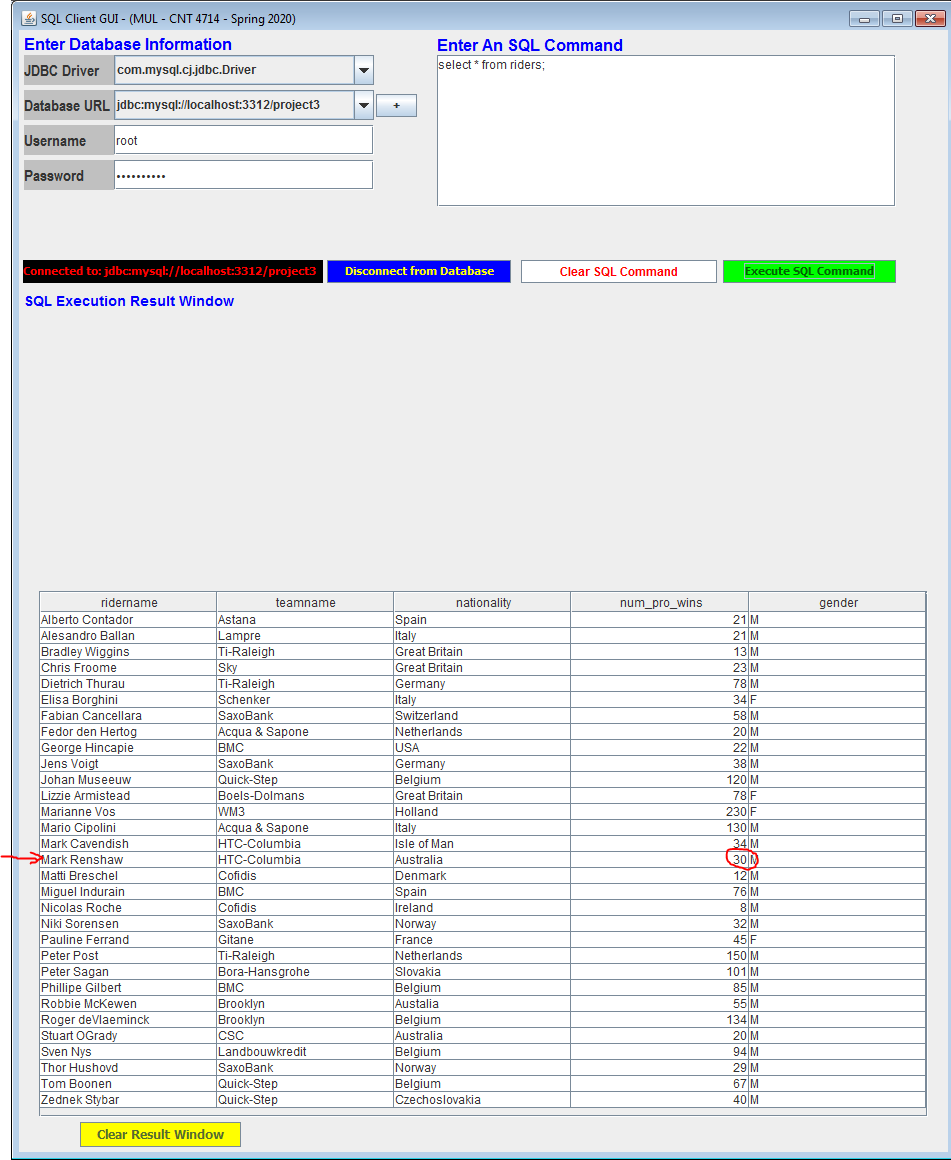 SQL Client GUI - (MUL - CNT 4714 - Spring 2020)
Enter Database Information
JDBC Driver com.mysql.cj.jdbc.Driver
Database URL jdbc:mysql://localhost:3312/project3 +
Username root
Password ••••••••••
Enter An SQL Command
select * from riders;
Connected to: jdbc:mysql://localhost:3312/project3 Disconnect from Database Clear SQL Command Execute SQL Command
SQL Execution Result Window
ridername teamname nationality num_pro_wins gender
Alberto Contador Astana Spain 21 M
Alesandro Ballan Lampre Italy 21 M
Bradley Wiggins Ti-Raleigh Great Britain 13 M
Chris Froome Sky Great Britain 23 M
Dietrich Thurau Ti-Raleigh Germany 78 M
Elisa Borghini Schenker Italy 34 F
Fabian Cancellara SaxoBank Switzerland 58 M
Fedor den Hertog Acqua & Sapone Netherlands 20 M
George Hincapie BMC USA 22 M
Jens Voigt SaxoBank Germany 38 M
Johan Museeuw Quick-Step Belgium 120 M
Lizzie Armistead Boels-Dolmans Great Britain 78 F
Marianne Vos WM3 Holland 230 F
Mario Cipolini Acqua & Sapone Italy 130 M
Mark Cavendish HTC-Columbia Isle of Man 34 M
Mark Renshaw HTC-Columbia Australia 30 M
Matti Breschel Cofidis Denmark 12 M
Miguel Indurain BMC Spain 76 M
Nicolas Roche Cofidis Ireland 8 M
Niki Sorensen SaxoBank Norway 32 M
Pauline Ferrand Gitane France 45 F
Peter Post Ti-Raleigh Netherlands 150 M
Peter Sagan Bora-Hansgrohe Slovakia 101 M
Phillipe Gilbert BMC Belgium 85 M
Robbie McKewen Brooklyn Austalia 55 M
Roger deVlaeminck Brooklyn Belgium 134 M
Stuart OGrady CSC Australia 20 M
Sven Nys Landbouwkredit Belgium 94 M
Thor Hushovd SaxoBank Norway 29 M
Tom Boonen Quick-Step Belgium 67 M
Zednek Stybar Quick-Step Czechoslovakia 40 M
Clear Result Window